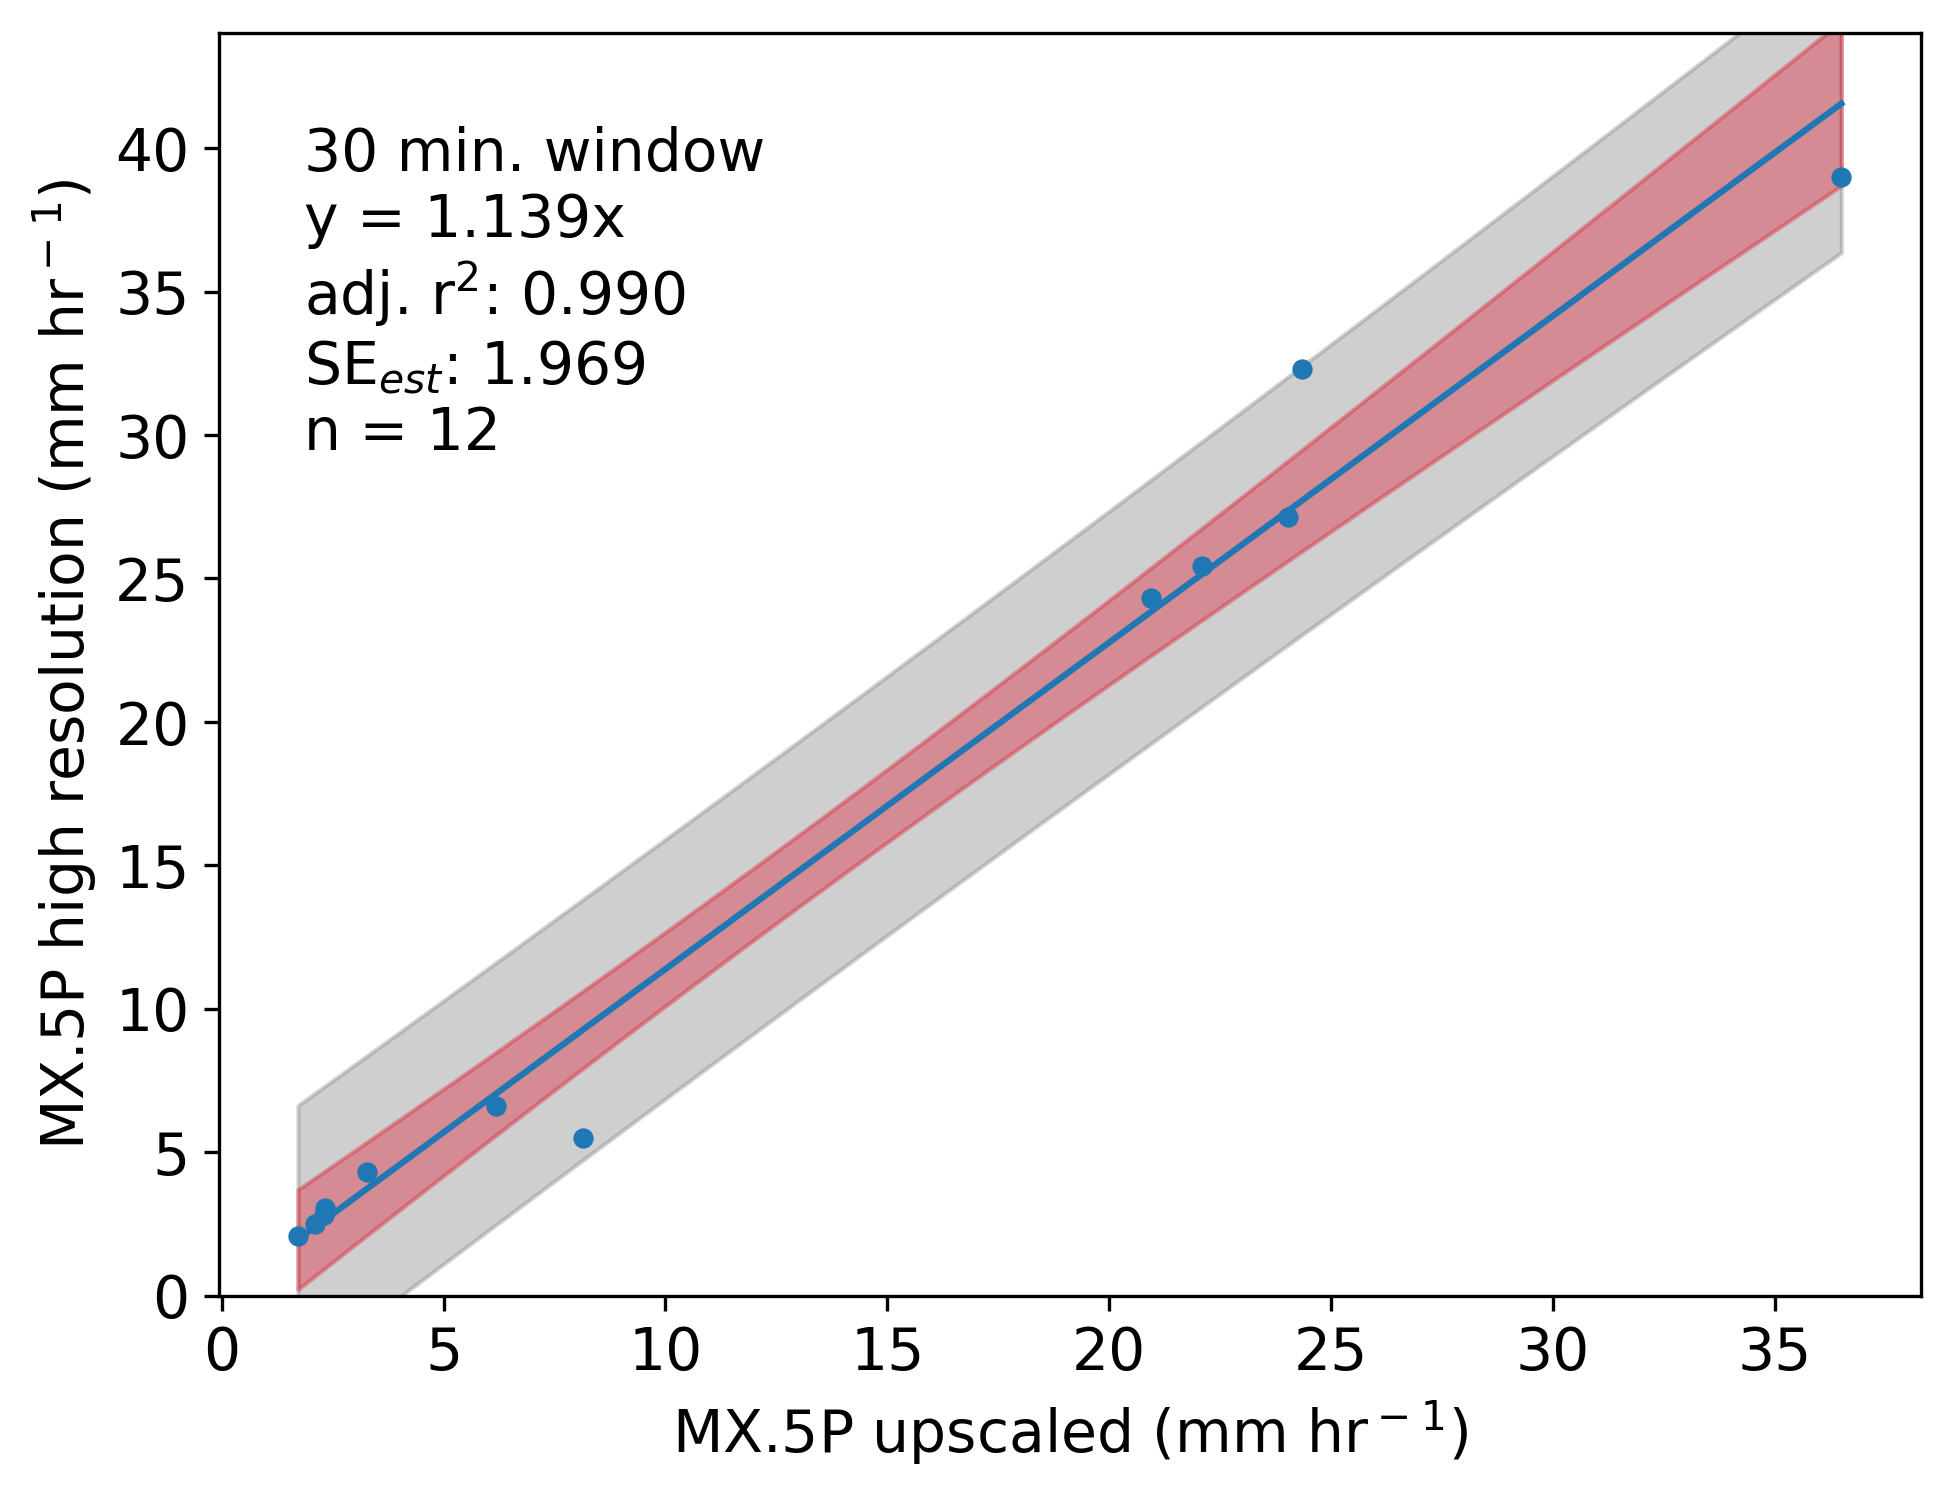 30 min. window
y = 1.139x
adj. r²: 0.990
SE_est: 1.969
n = 12
MX.5P high resolution (mm hr⁻¹)
40
35
30
25
20
15
10
5
0
0 5 10 15 20 25 30 35
MX.5P upscaled (mm hr⁻¹)